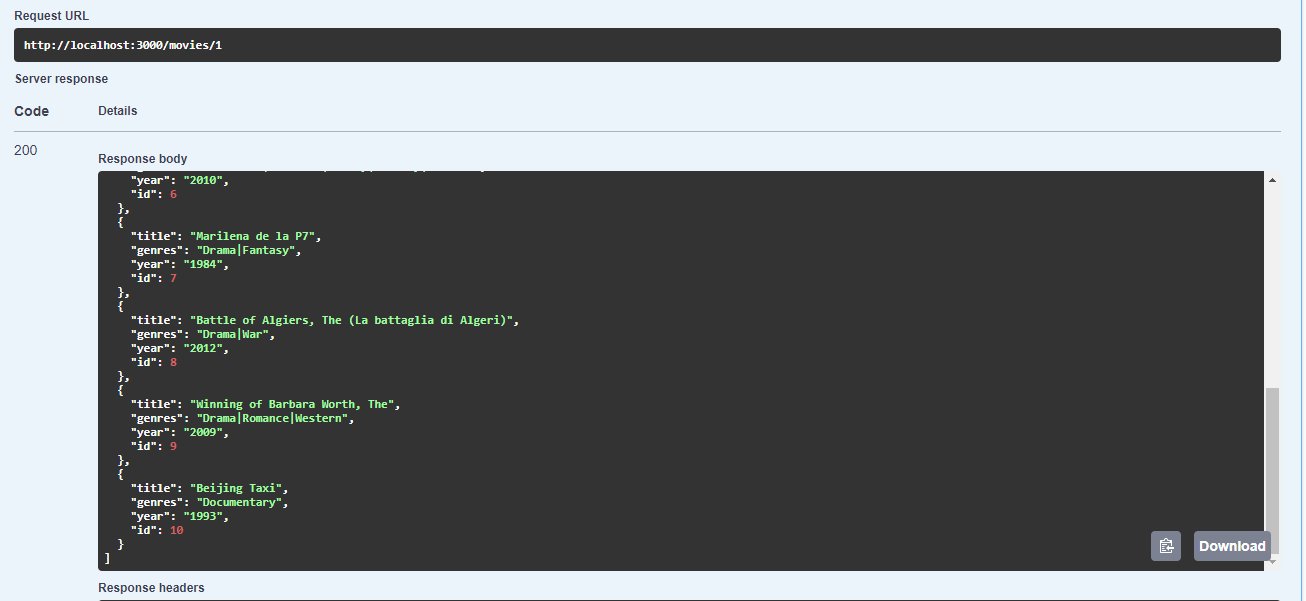 Request URL
http://localhost:3000/movies/1
Server response
Code Details
200
Response body
"year": "2010",
"id": 6
},
{
"title": "Marilena de la P7",
"genres": "Drama|Fantasy",
"year": "1984",
"id": 7
},
{
"title": "Battle of Algiers, The (La battaglia di Algeri)",
"genres": "Drama|War",
"year": "2012",
"id": 8
},
{
"title": "Winning of Barbara Worth, The",
"genres": "Drama|Romance|Western",
"year": "2009",
"id": 9
},
{
"title": "Beijing Taxi",
"genres": "Documentary",
"year": "1993",
"id": 10
}
]
Download
Response headers